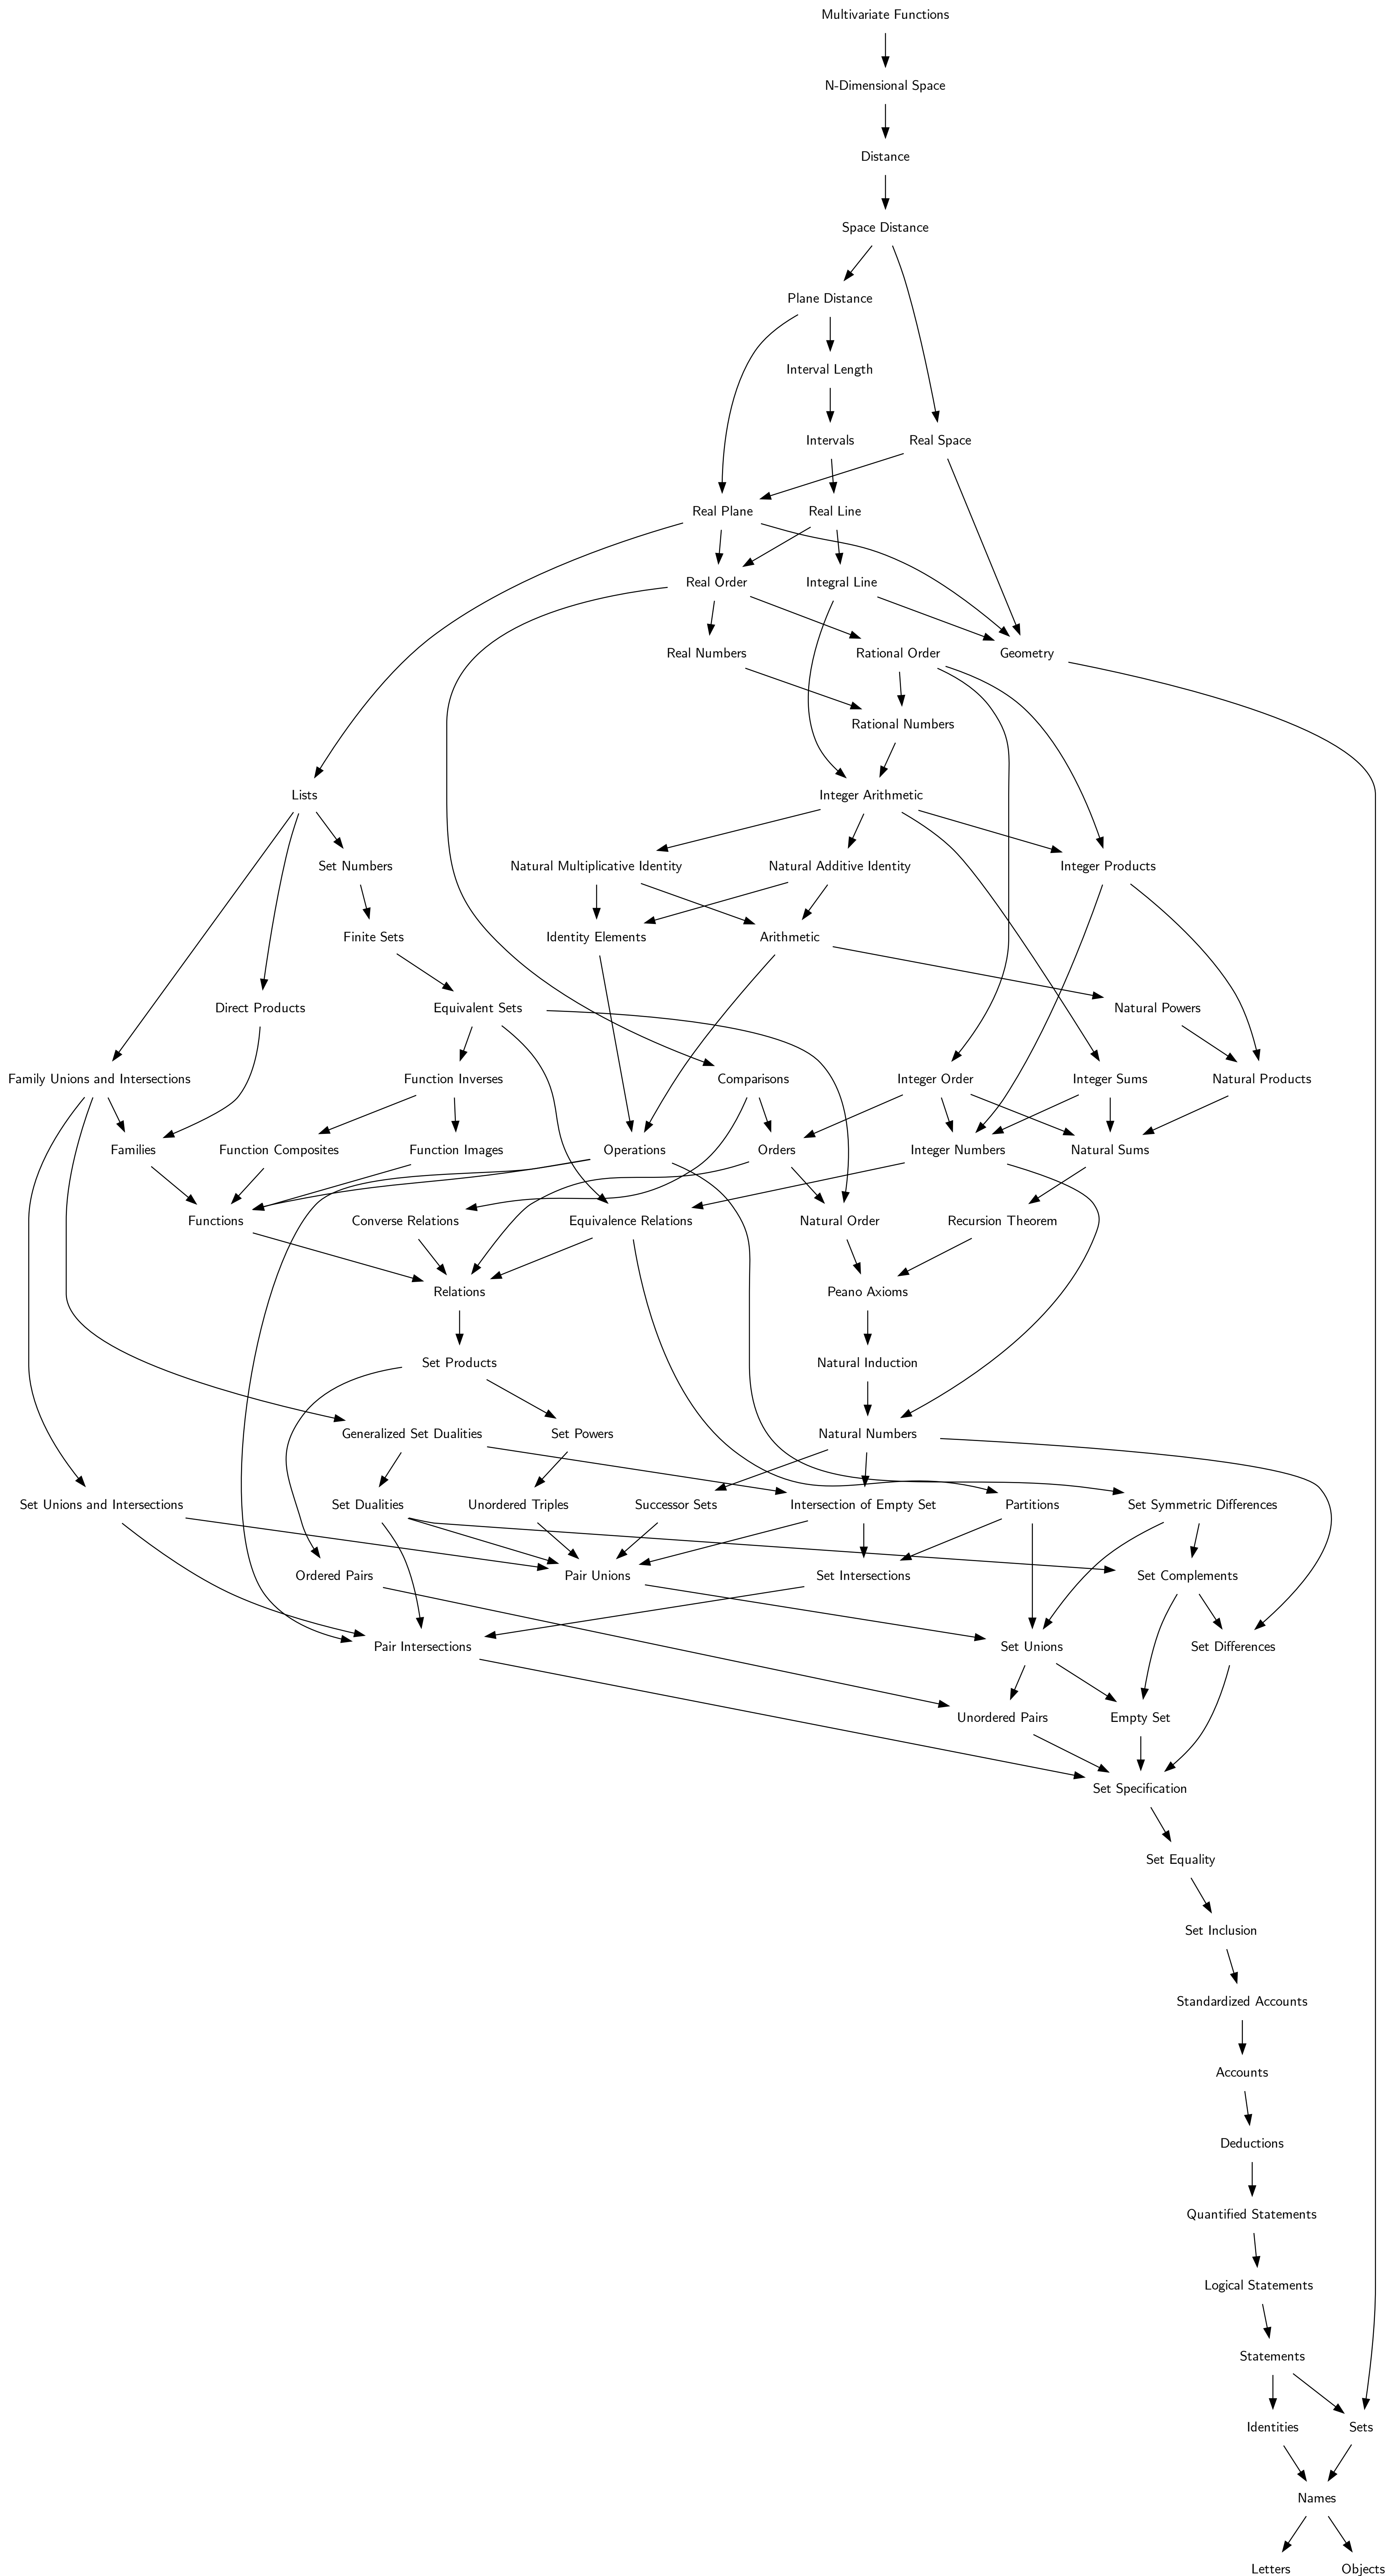 Multivariate Functions
N-Dimensional Space
Distance
Space Distance
Plane Distance
Interval Length
Intervals
Real Space
Real Plane
Real Line
Real Order
Integral Line
Real Numbers
Rational Order
Geometry
Rational Numbers
Lists
Integer Arithmetic
Set Numbers
Natural Multiplicative Identity
Natural Additive Identity
Integer Products
Finite Sets
Identity Elements
Arithmetic
Direct Products
Equivalent Sets
Natural Powers
Family Unions and Intersections
Function Inverses
Comparisons
Integer Order
Integer Sums
Natural Products
Families
Function Composites
Function Images
Operations
Orders
Integer Numbers
Natural Sums
Functions
Converse Relations
Equivalence Relations
Natural Order
Recursion Theorem
Relations
Peano Axioms
Set Products
Natural Induction
Generalized Set Dualities
Set Powers
Natural Numbers
Set Unions and Intersections
Set Dualities
Unordered Triples
Successor Sets
Intersection of Empty Set
Partitions
Set Symmetric Differences
Ordered Pairs
Pair Unions
Set Intersections
Set Complements
Pair Intersections
Set Unions
Set Differences
Unordered Pairs
Empty Set
Set Specification
Set Equality
Set Inclusion
Standardized Accounts
Accounts
Deductions
Quantified Statements
Logical Statements
Statements
Identities
Sets
Names
Letters
Objects